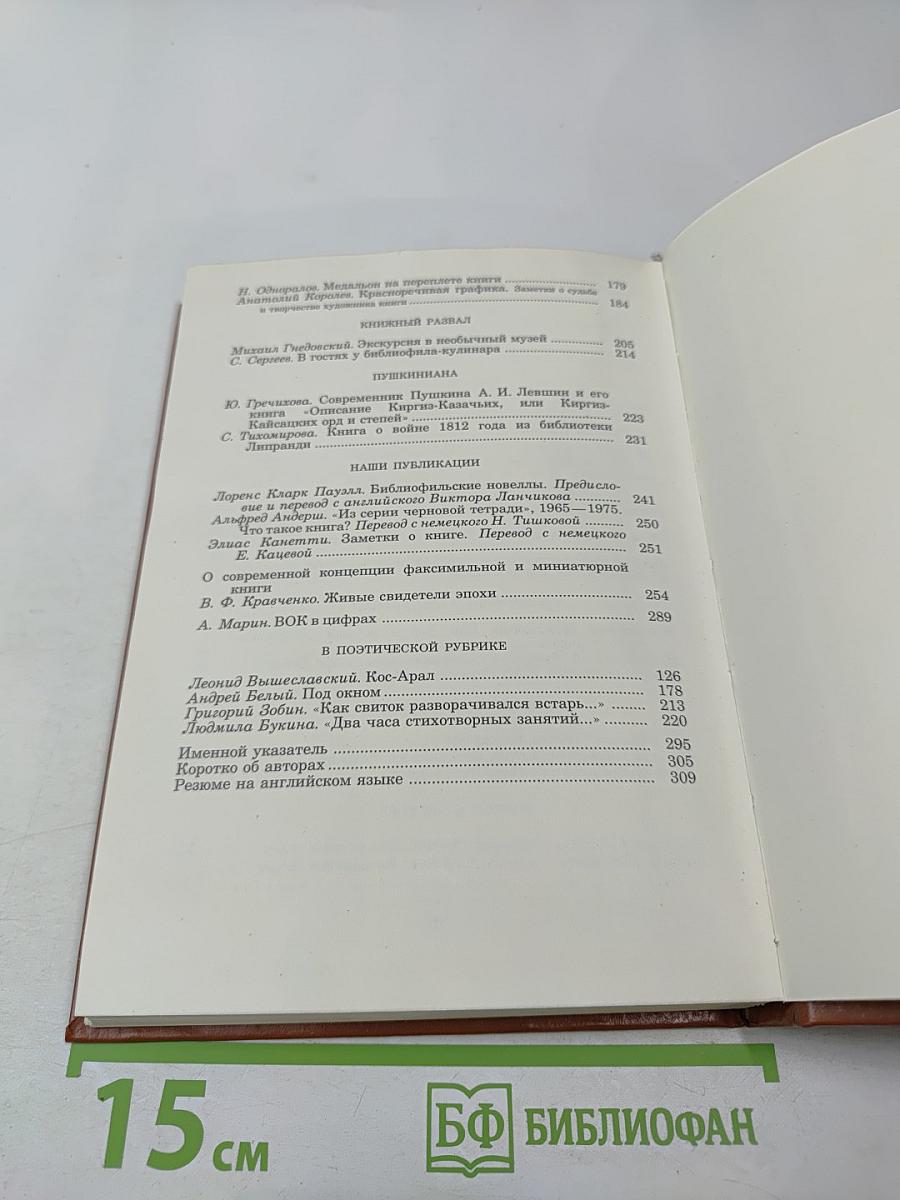 Н. Одноралов. Медальон на переплете книги ............ 179
Анатолий Королев. Красноречивая графика. Заметки о судьбе
и творчестве художника книги ............ 184
КНИЖНЫЙ РАЗВАЛ
Михаил Гнедовский. Экскурсия в необычный музей ............ 205
С. Сергеев. В гостях у библиофила-кулинара ............ 214
ПУШКИНИАНА
Ю. Гречихова. Современник Пушкина А. И. Левшин и его
книга «Описание Киргиз-Казачьих, или Киргиз-
Кайсацких орд и степей» ............ 223
С. Тихомирова. Книга о войне 1812 года из библиотеки
Липранди ............ 231
НАШИ ПУБЛИКАЦИИ
Лоренс Кларк Пауэлл. Библиофильские новеллы. Предисло-
вие и перевод с английского Виктора Ланчикова ............ 241
Альфред Андерш. «Из серии черновой тетради», 1965—1975.
Что такое книга? Перевод с немецкого Н. Тишковой ............ 250
Элиас Канетти. Заметки о книге. Перевод с немецкого
Е. Кацевой ............ 251
О современной концепции факсимильной и миниатюрной
книги
В. Ф. Кравченко. Живые свидетели эпохи ............ 254
А. Марин. ВОК в цифрах ............ 289
В ПОЭТИЧЕСКОЙ РУБРИКЕ
Леонид Вышеславский. Кос-Арал ............ 126
Андрей Белый. Под окном ............ 178
Григорий Зобин. «Как свиток разворачивался встарь...» ............ 213
Людмила Букина. «Два часа стихотворных занятий...» ............ 220
Именной указатель ............ 295
Коротко об авторах ............ 305
Резюме на английском языке ............ 309
15 см
БФ БИБЛИОФАН